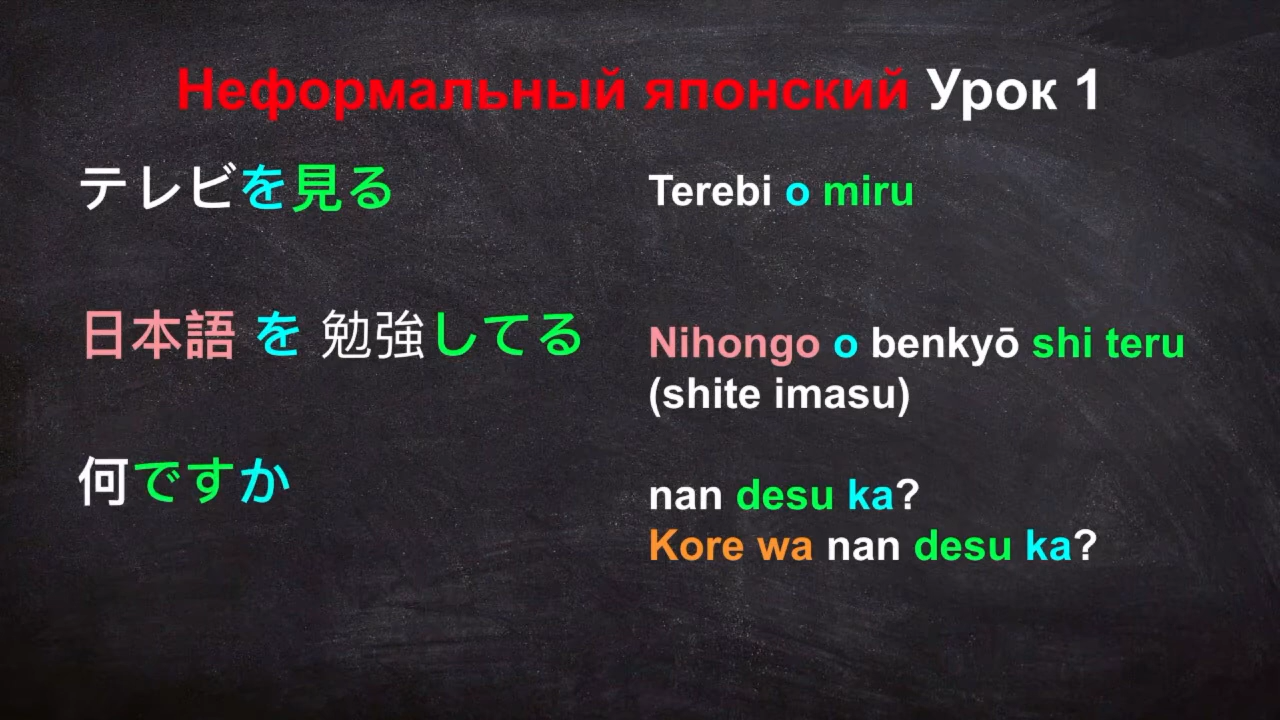 Неформальный японский Урок 1
テレビを見る
Terebi o miru
日本語 を 勉強してる
Nihongo o benkyō shi teru
(shite imasu)
何ですか
nan desu ka?
Kore wa nan desu ka?